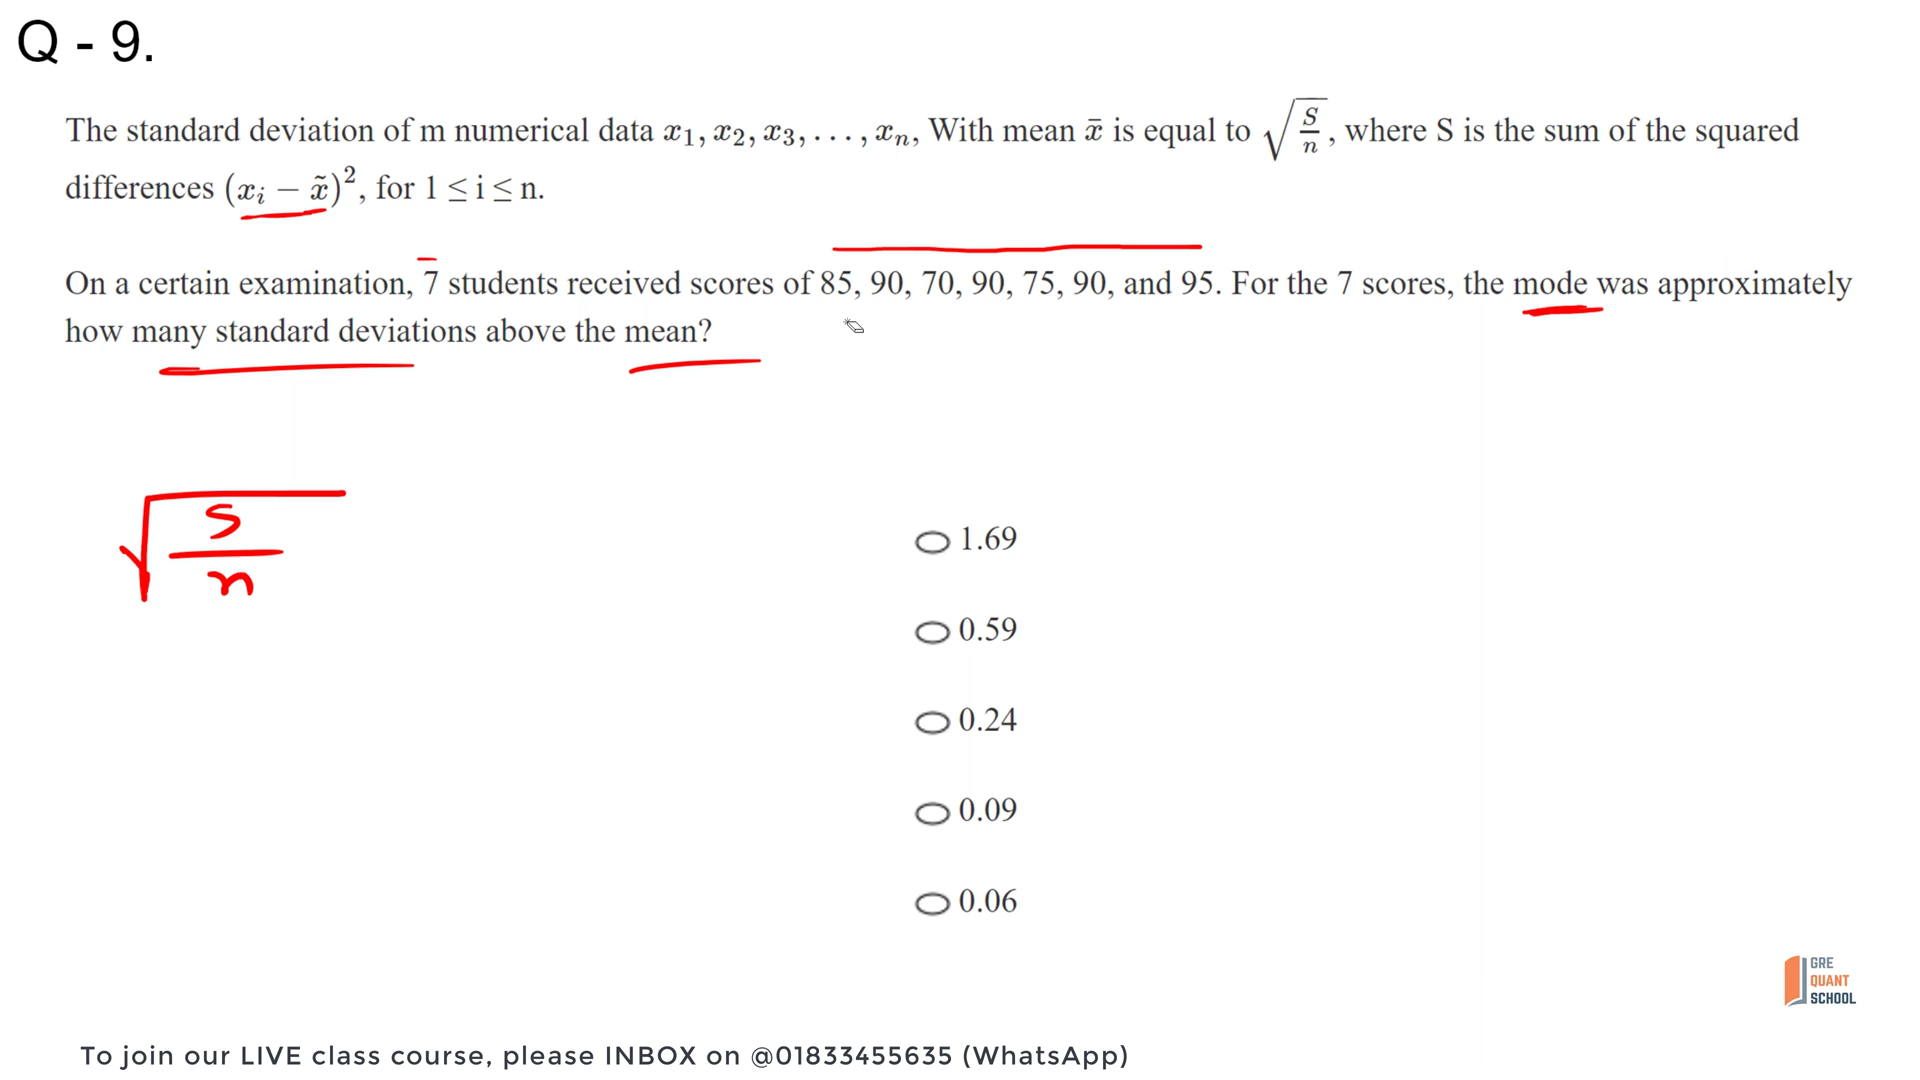 Q - 9.
The standard deviation of m numerical data x₁, x₂, x₃, . . . , xₙ, With mean x̄ is equal to √(S/n), where S is the sum of the squared
differences (xᵢ − x̃)², for 1 ≤ i ≤ n.
On a certain examination, 7 students received scores of 85, 90, 70, 90, 75, 90, and 95. For the 7 scores, the mode was approximately
how many standard deviations above the mean?
√(S/n)
1.69
0.59
0.24
0.09
0.06
GRE
QUANT
SCHOOL
To join our LIVE class course, please INBOX on @01833455635 (WhatsApp)